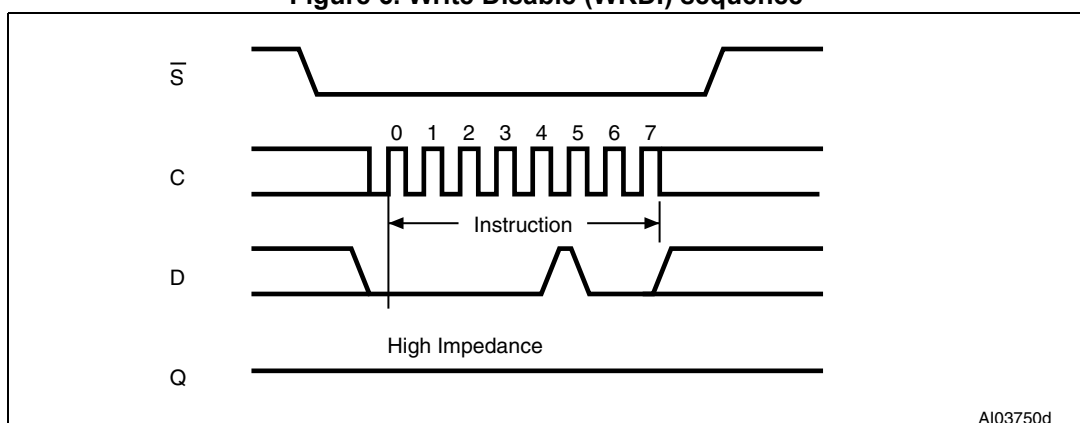 Figure 6. Write Disable (WRDI) sequence
S̅
0 1 2 3 4 5 6 7
C
Instruction
D
High Impedance
Q
AI03750d